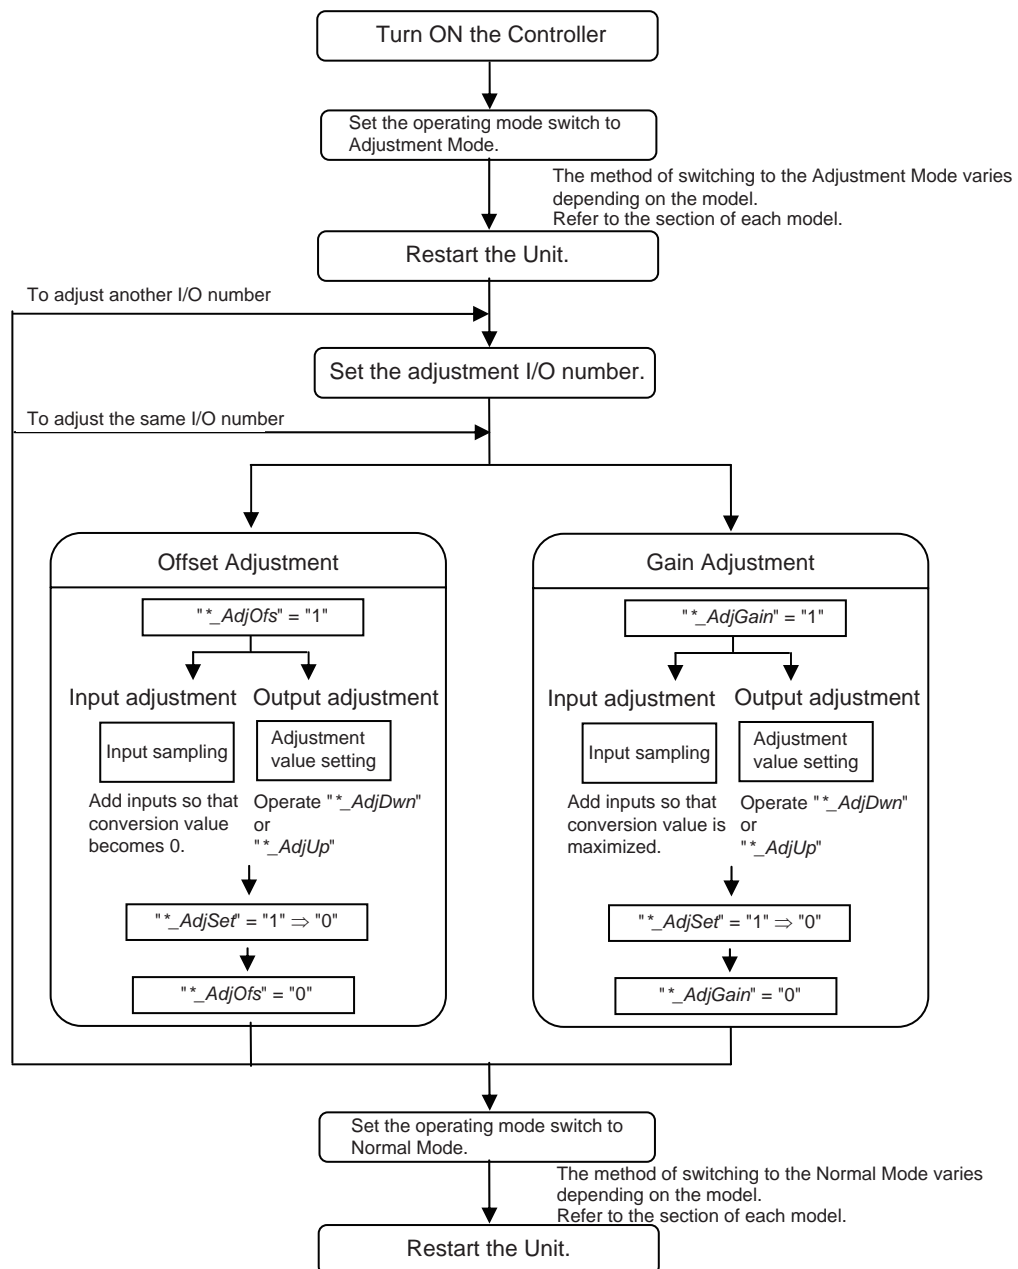 Turn ON the Controller
Set the operating mode switch to
Adjustment Mode.
The method of switching to the Adjustment Mode varies
depending on the model.
Refer to the section of each model.
Restart the Unit.
To adjust another I/O number
Set the adjustment I/O number.
To adjust the same I/O number
Offset Adjustment
"*_AdjOfs" = "1"
Input adjustment
Output adjustment
Input sampling
Adjustment
value setting
Add inputs so that
conversion value
becomes 0.
Operate "*_AdjDwn"
or
"*_AdjUp"
"*_AdjSet" = "1" ⇒ "0"
"*_AdjOfs" = "0"
Gain Adjustment
"*_AdjGain" = "1"
Input adjustment
Output adjustment
Input sampling
Adjustment
value setting
Add inputs so that
conversion value is
maximized.
Operate "*_AdjDwn"
or
"*_AdjUp"
"*_AdjSet" = "1" ⇒ "0"
"*_AdjGain" = "0"
Set the operating mode switch to
Normal Mode.
The method of switching to the Normal Mode varies
depending on the model.
Refer to the section of each model.
Restart the Unit.